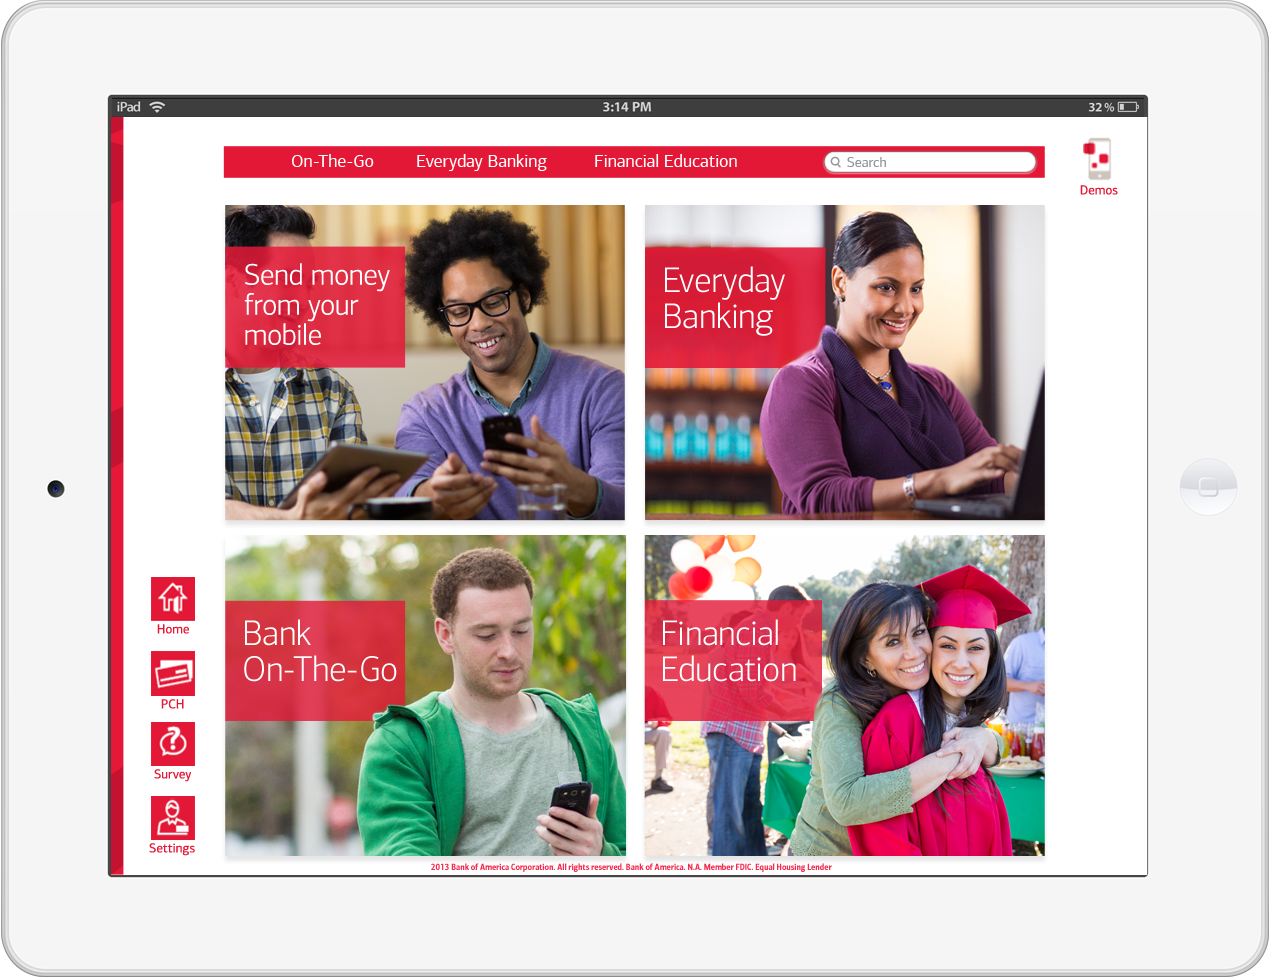 iPad 3:14 PM 32 %
On-The-Go Everyday Banking Financial Education Search
Demos
Send money
from your
mobile
Everyday
Banking
Bank
On-The-Go
Financial
Education
Home
PCH
Survey
Settings
2013 Bank of America Corporation. All rights reserved. Bank of America. N.A. Member FDIC. Equal Housing Lender